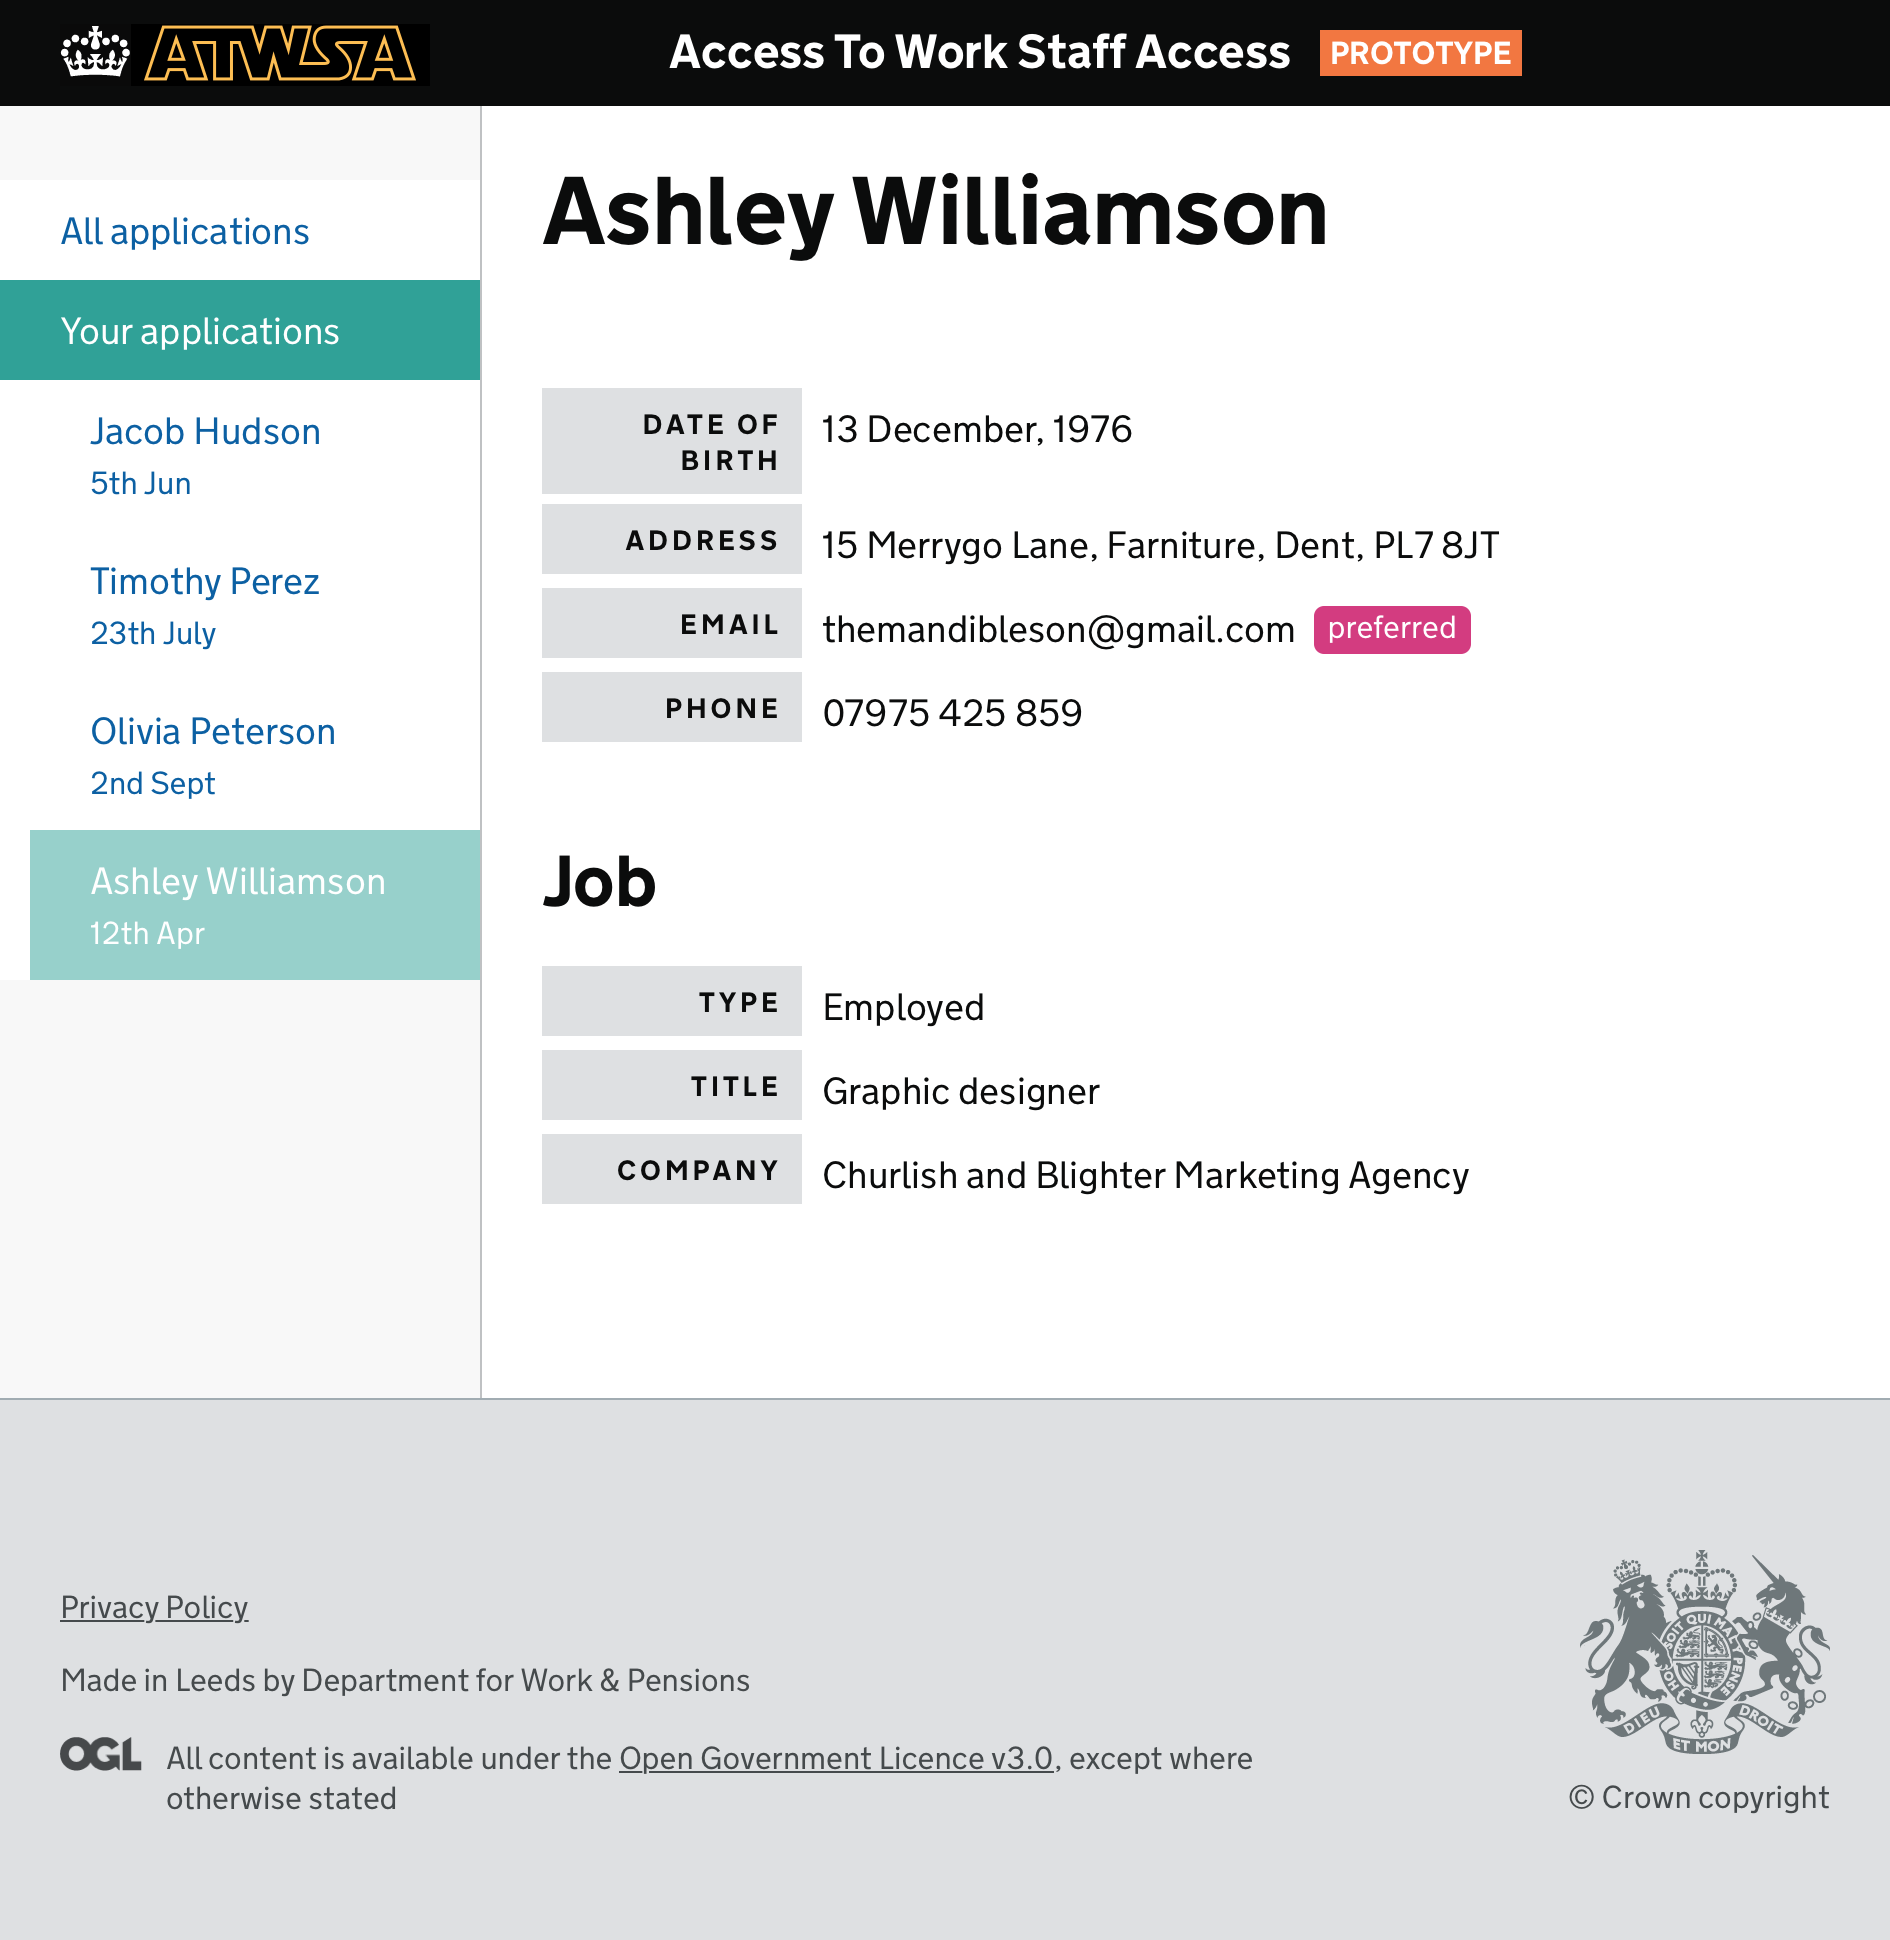 ATWSA
Access To Work Staff Access
PROTOTYPE
All applications
Your applications
Jacob Hudson
5th Jun
Timothy Perez
23th July
Olivia Peterson
2nd Sept
Ashley Williamson
12th Apr
Ashley Williamson
DATE OF
BIRTH
13 December, 1976
ADDRESS
15 Merrygo Lane, Farniture, Dent, PL7 8JT
EMAIL
themandibleson@gmail.com preferred
PHONE
07975 425 859
Job
TYPE
Employed
TITLE
Graphic designer
COMPANY
Churlish and Blighter Marketing Agency
Privacy Policy
Made in Leeds by Department for Work & Pensions
OGL
All content is available under the Open Government Licence v3.0, except where
otherwise stated
SOIT QUI MAL Y PENSE
HO
DIEU ET MON DROIT
© Crown copyright